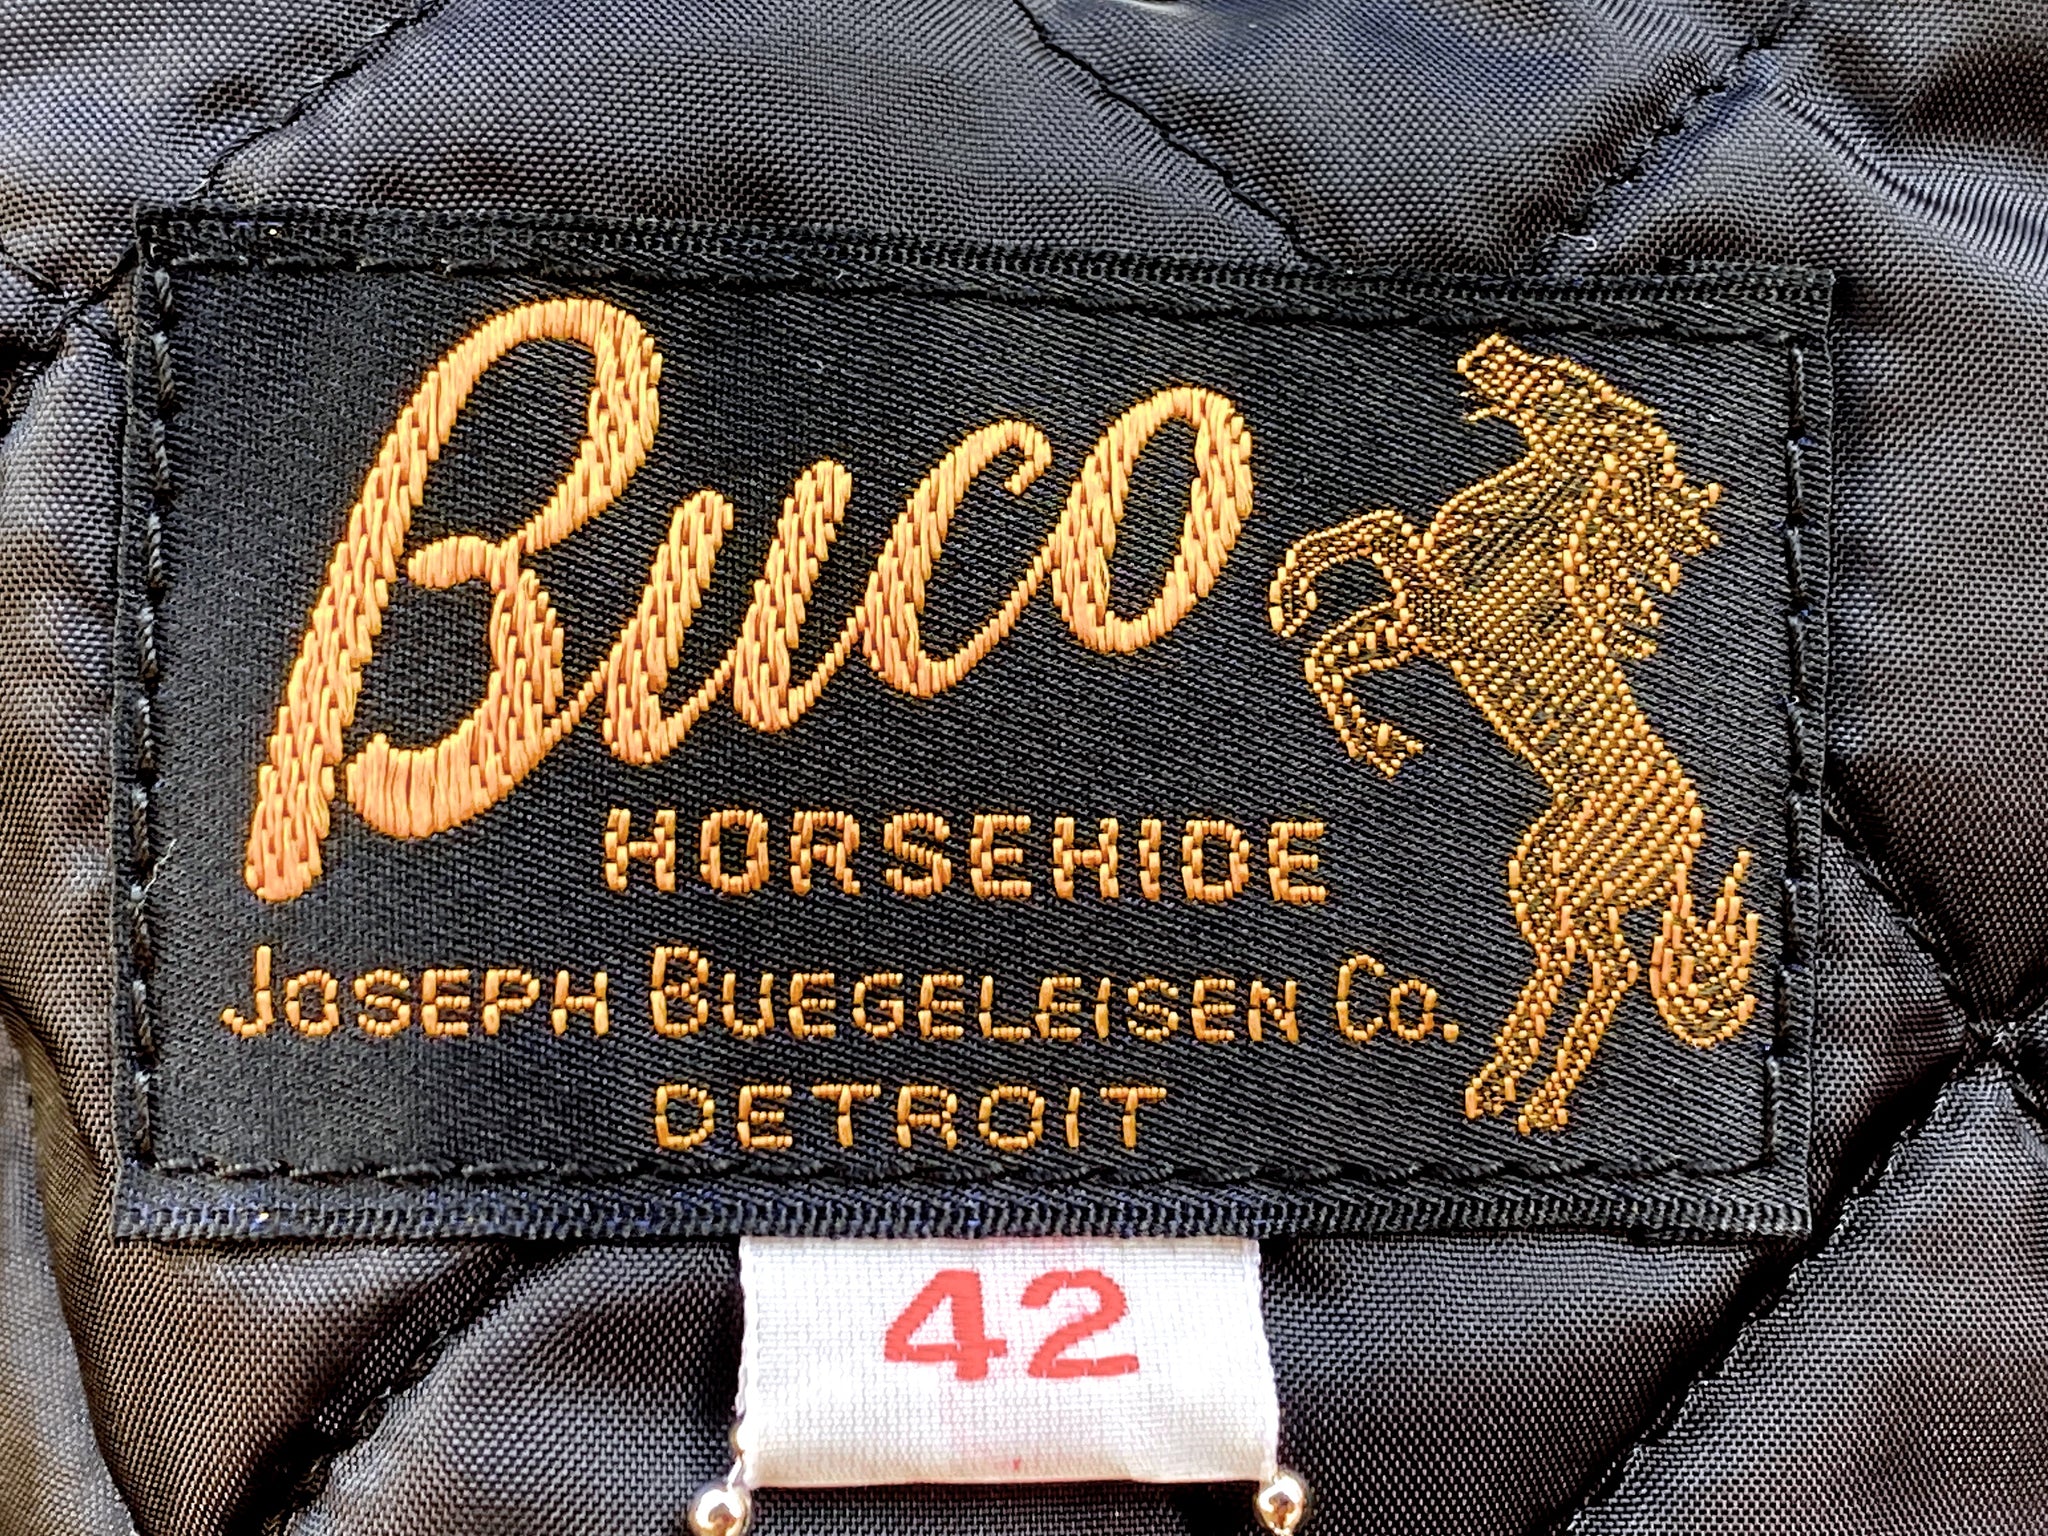 Buco
HORSEHIDE
JOSEPH BUEGELEISEN CO.
DETROIT
42